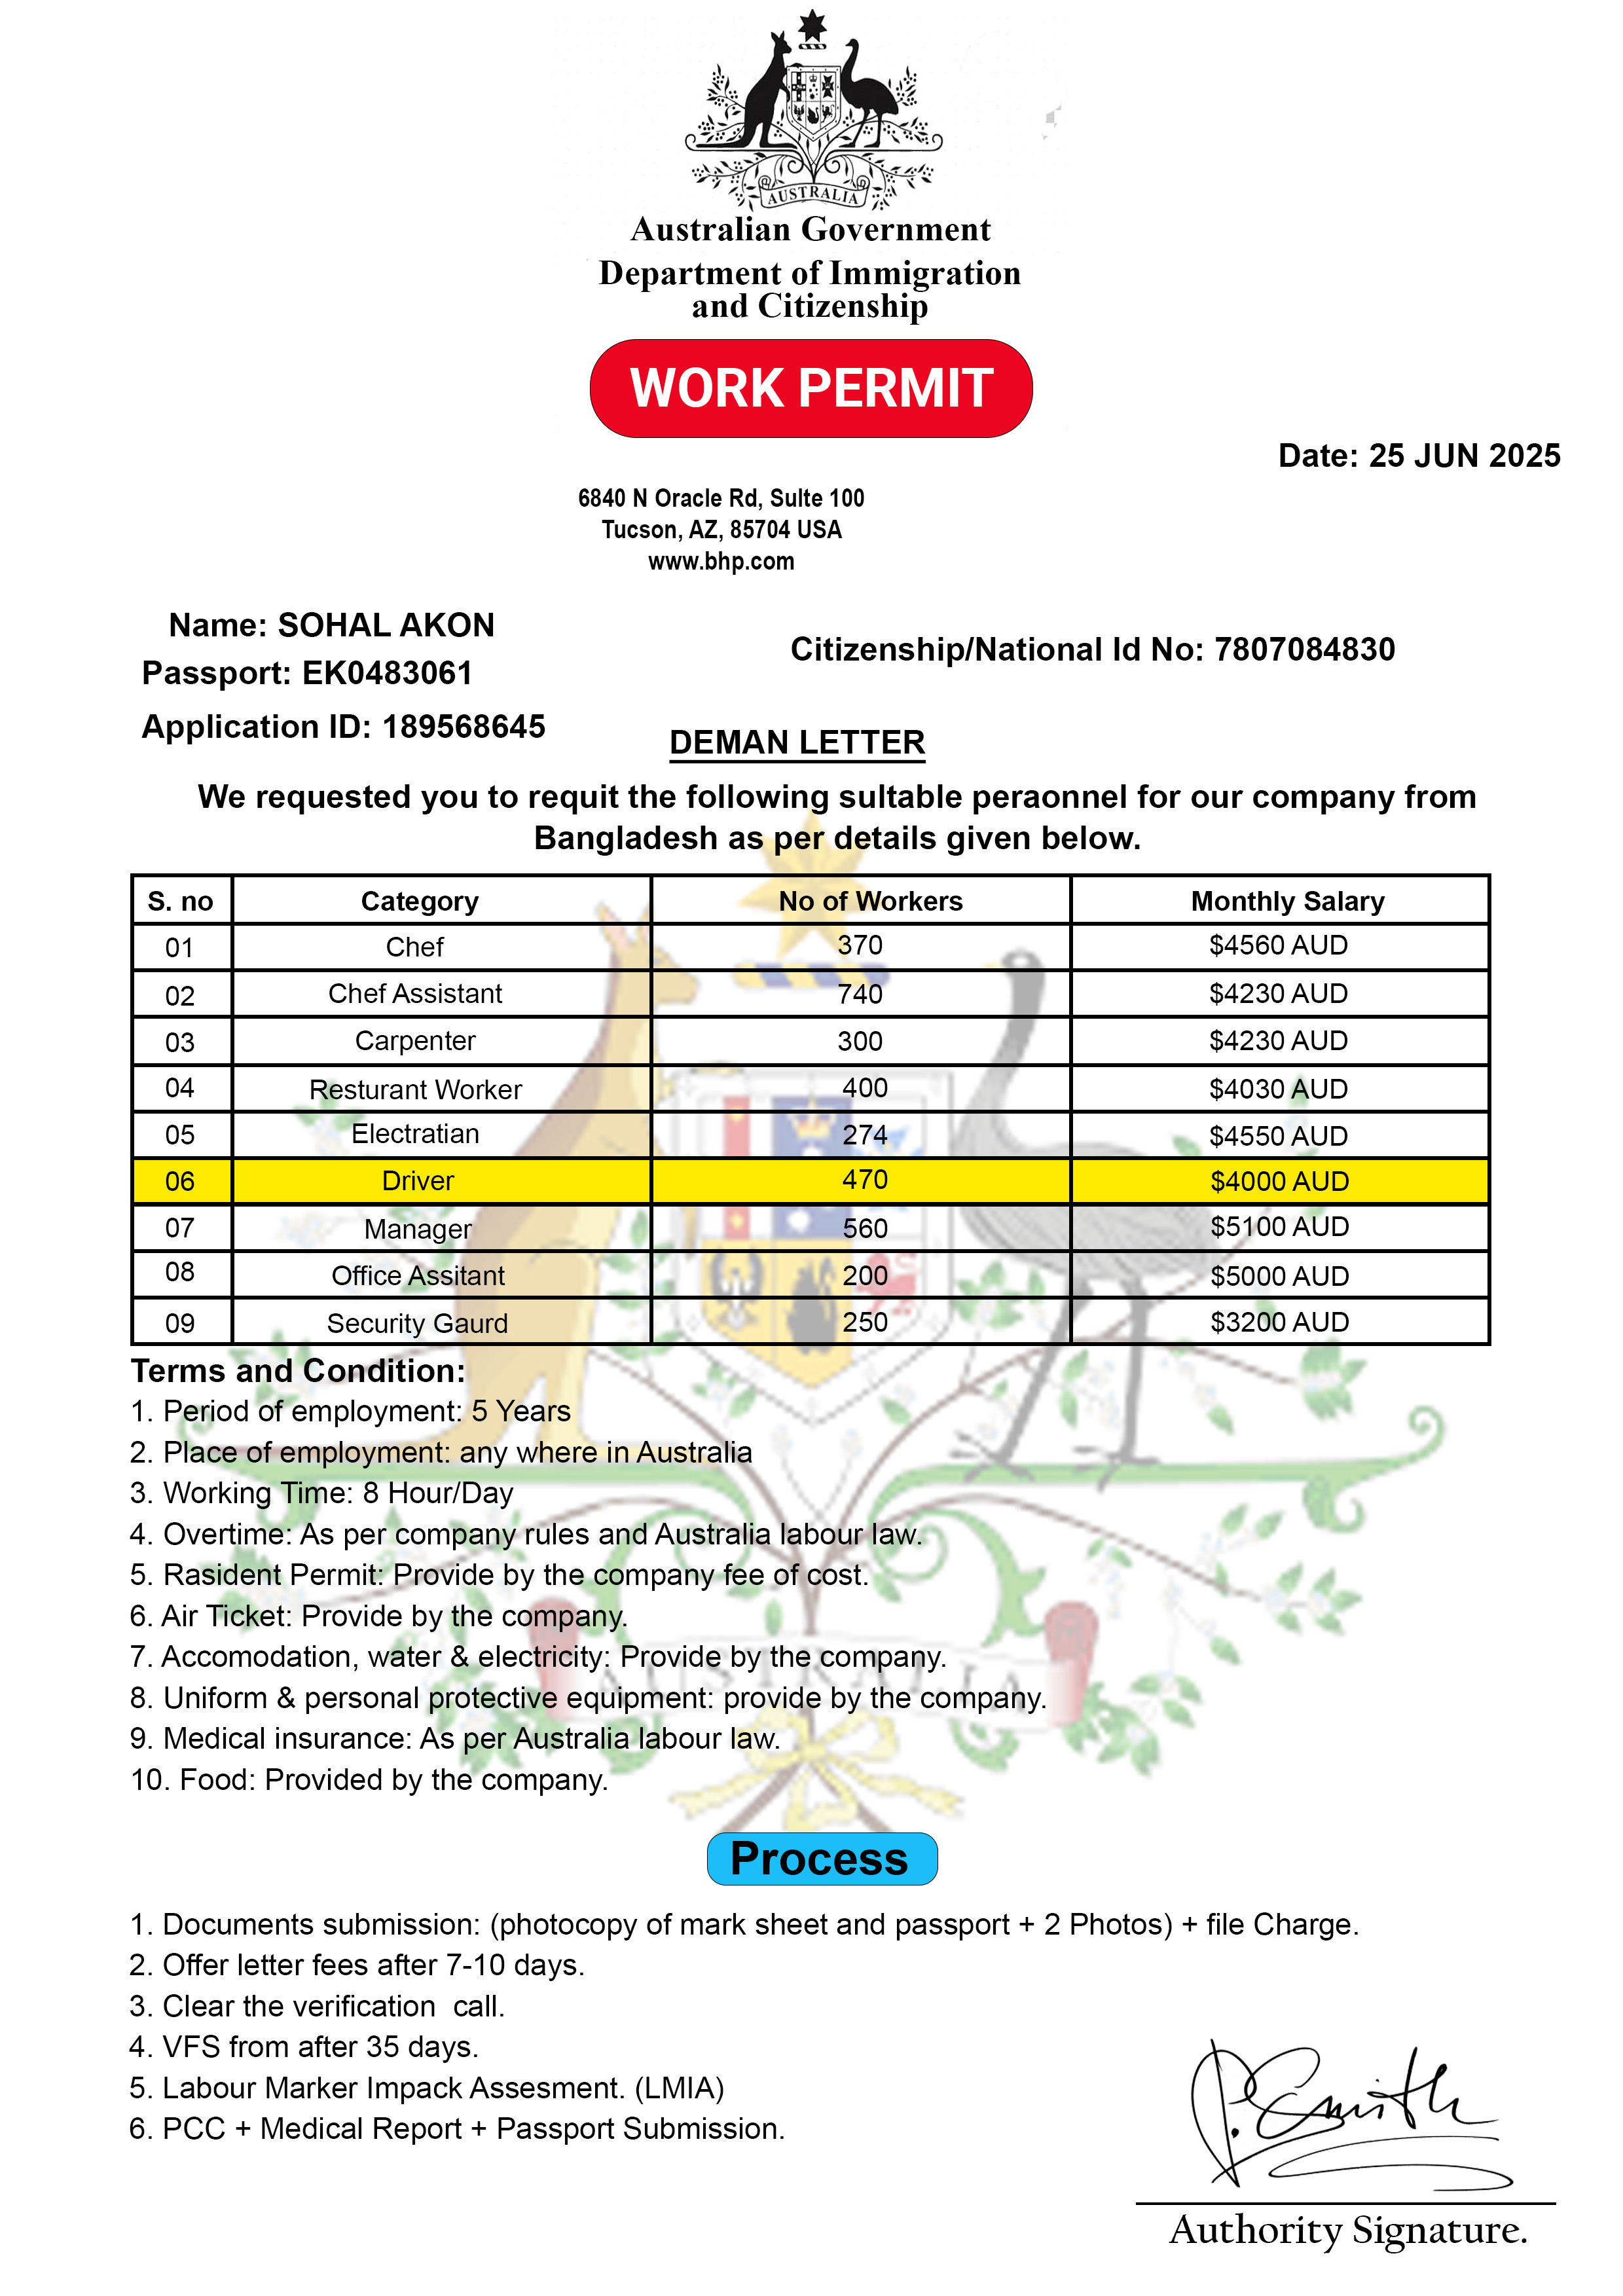 AUSTRALIA
Australian Government
Department of Immigration
and Citizenship
WORK PERMIT
Date: 25 JUN 2025
6840 N Oracle Rd, Sulte 100
Tucson, AZ, 85704 USA
www.bhp.com
Name: SOHAL AKON
Citizenship/National Id No: 7807084830
Passport: EK0483061
Application ID: 189568645
DEMAN LETTER
We requested you to requit the following sultable peraonnel for our company from
Bangladesh as per details given below.
S. no Category No of Workers Monthly Salary
01 Chef 370 $4560 AUD
02 Chef Assistant 740 $4230 AUD
03 Carpenter 300 $4230 AUD
04 Resturant Worker 400 $4030 AUD
05 Electratian 274 $4550 AUD
06 Driver 470 $4000 AUD
07 Manager 560 $5100 AUD
08 Office Assitant 200 $5000 AUD
09 Security Gaurd 250 $3200 AUD
Terms and Condition:
1. Period of employment: 5 Years
2. Place of employment: any where in Australia
3. Working Time: 8 Hour/Day
4. Overtime: As per company rules and Australia labour law.
5. Rasident Permit: Provide by the company fee of cost.
6. Air Ticket: Provide by the company.
7. Accomodation, water & electricity: Provide by the company.
AUSTRALIA
8. Uniform & personal protective equipment: provide by the company.
9. Medical insurance: As per Australia labour law.
10. Food: Provided by the company.
Process
1. Documents submission: (photocopy of mark sheet and passport + 2 Photos) + file Charge.
2. Offer letter fees after 7-10 days.
3. Clear the verification call.
4. VFS from after 35 days.
5. Labour Marker Impack Assesment. (LMIA)
6. PCC + Medical Report + Passport Submission.
P. Smith
Authority Signature.